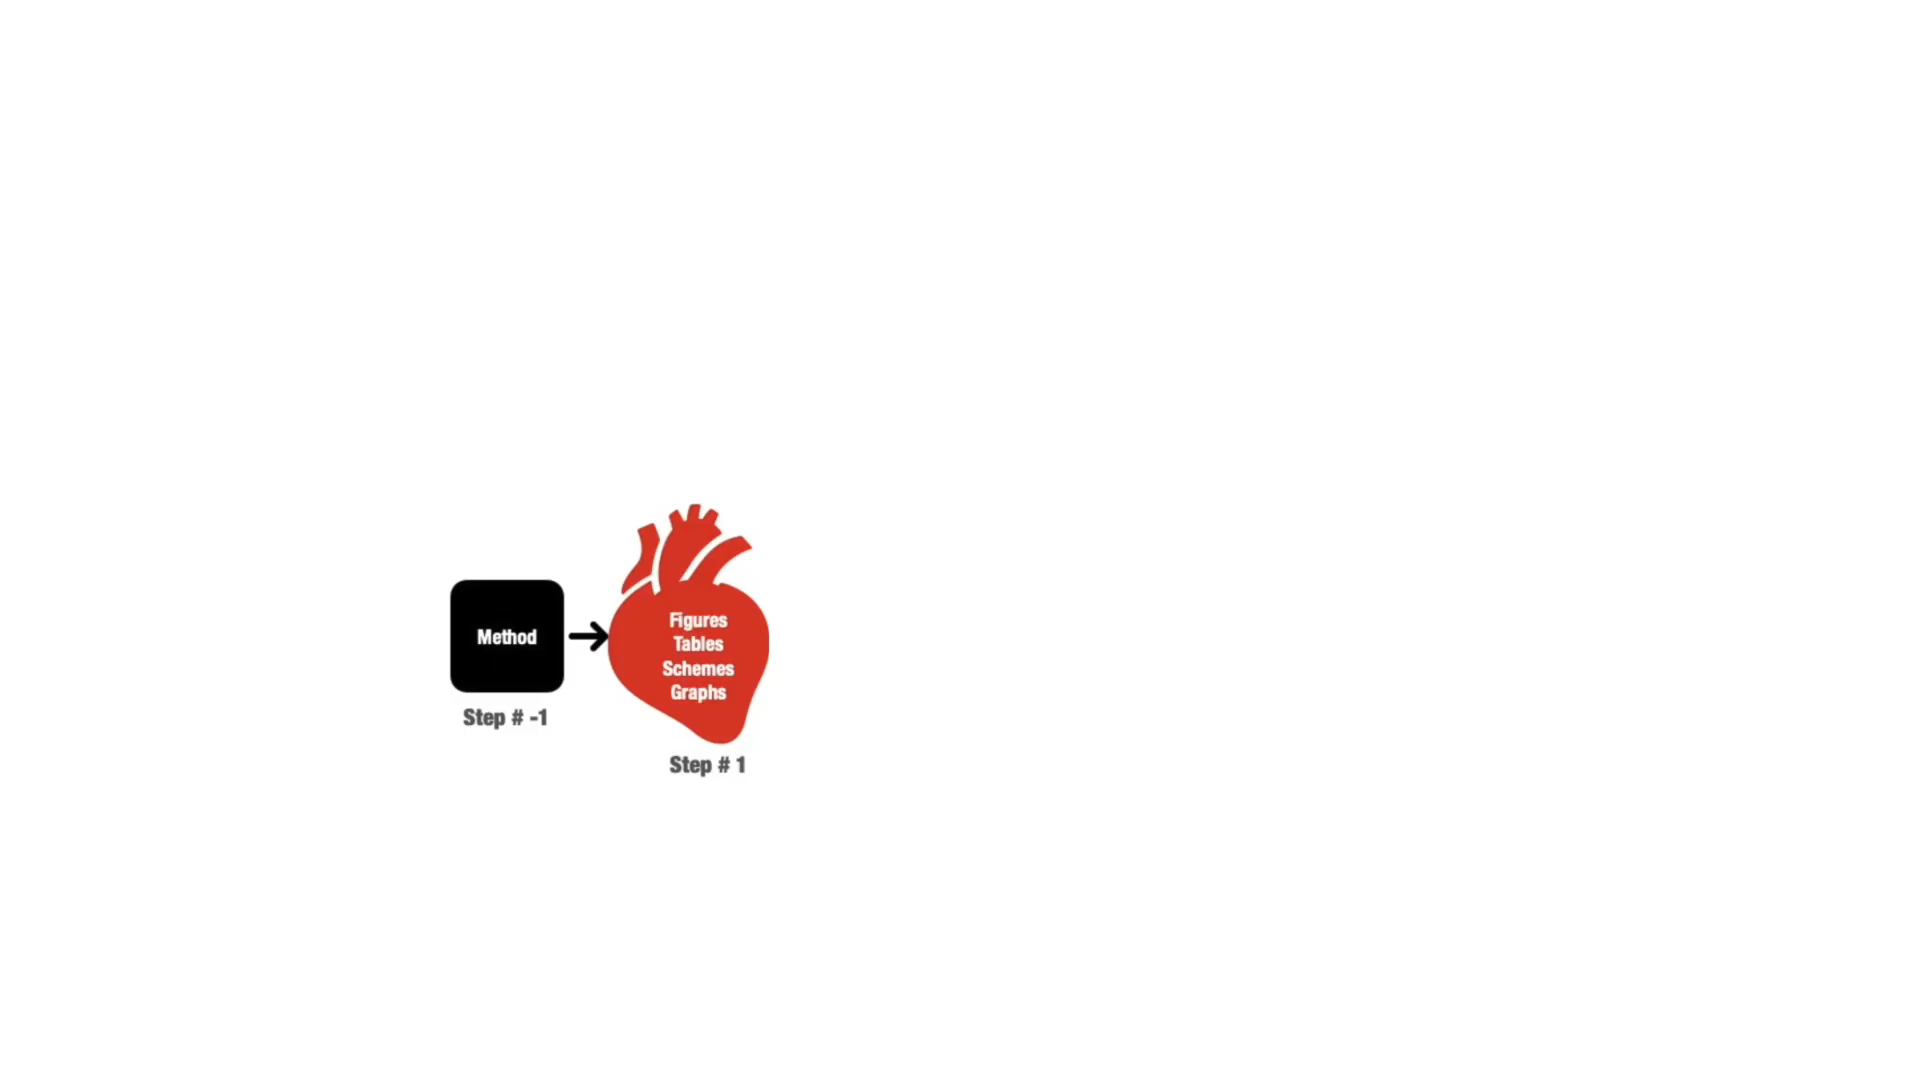 Method
Step # -1
Figures
Tables
Schemes
Graphs
Step # 1